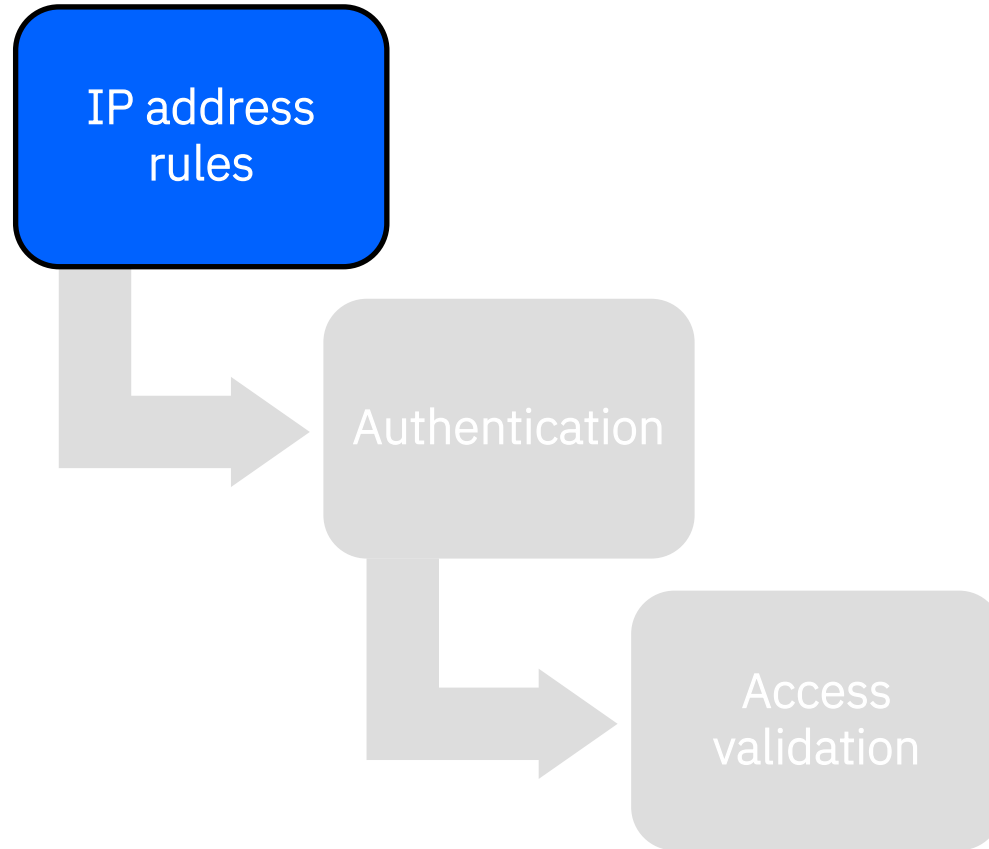 IP address
rules
Authentication
Access
validation